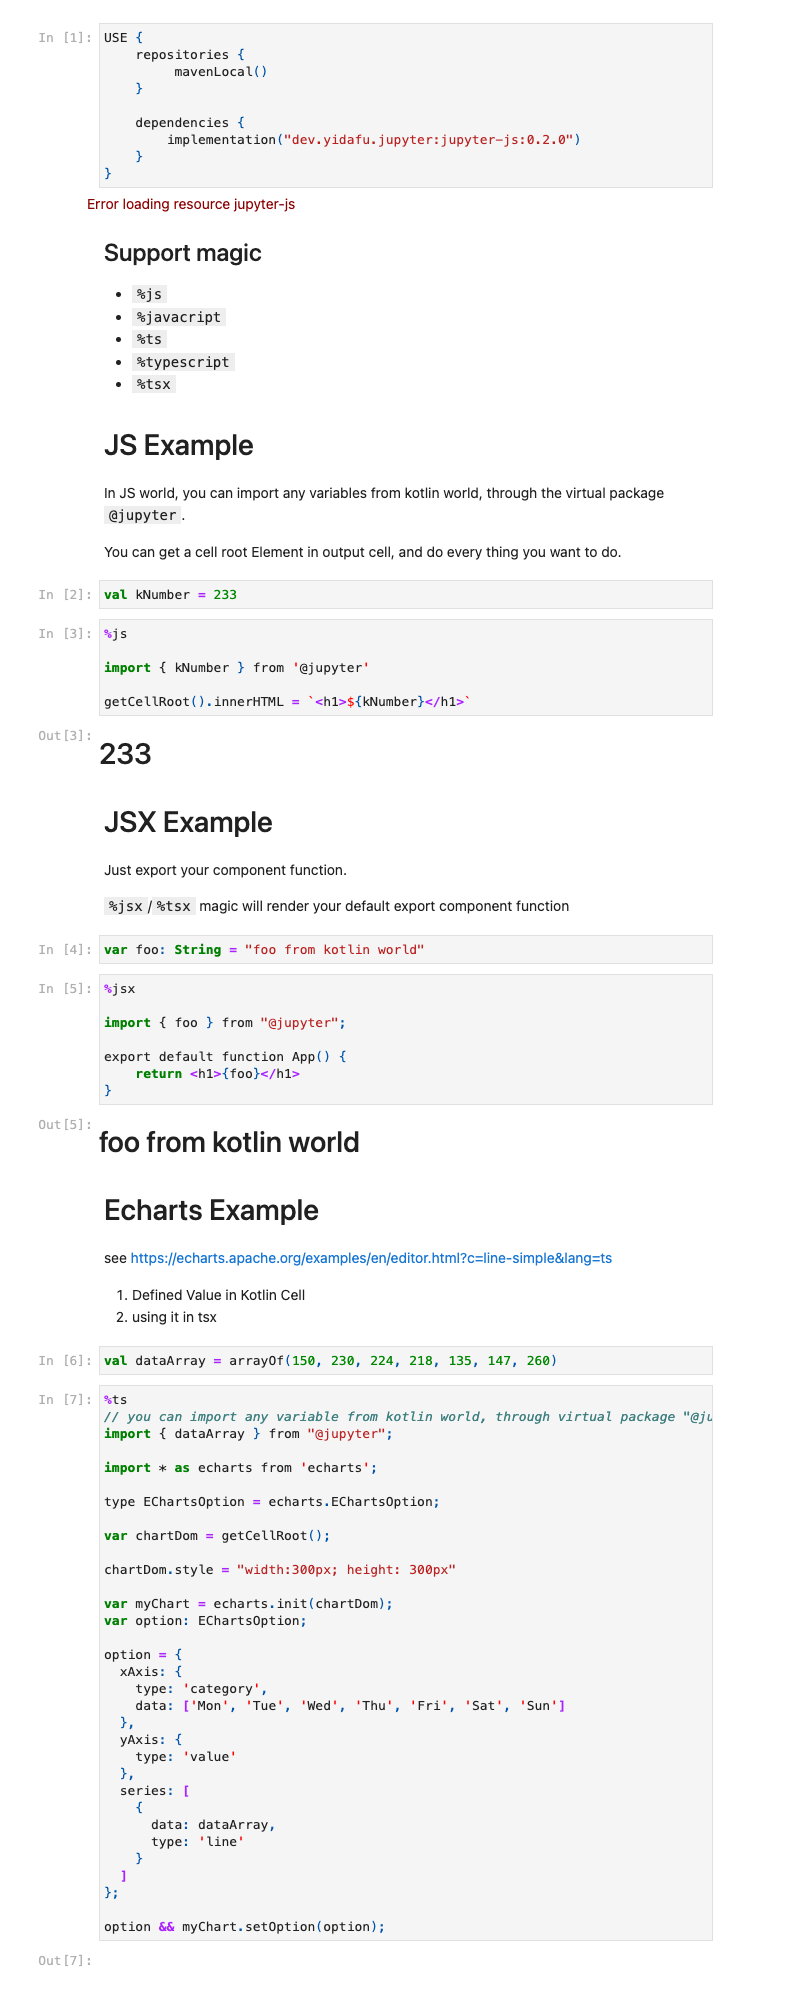 In [1]:
USE {
    repositories {
         mavenLocal()
    }

    dependencies {
        implementation("dev.yidafu.jupyter:jupyter-js:0.2.0")
    }
}
Error loading resource jupyter-js
Support magic
• %js
• %javacript
• %ts
• %typescript
• %tsx
JS Example
In JS world, you can import any variables from kotlin world, through the virtual package
@jupyter .
You can get a cell root Element in output cell, and do every thing you want to do.
In [2]: val kNumber = 233
In [3]: %js

import { kNumber } from '@jupyter'

getCellRoot().innerHTML = `<h1>${kNumber}</h1>`
Out[3]:
233
JSX Example
Just export your component function.
%jsx / %tsx magic will render your default export component function
In [4]: var foo: String = "foo from kotlin world"
In [5]: %jsx

import { foo } from "@jupyter";

export default function App() {
    return <h1>{foo}</h1>
}
Out[5]:
foo from kotlin world
Echarts Example
see https://echarts.apache.org/examples/en/editor.html?c=line-simple&lang=ts
1. Defined Value in Kotlin Cell
2. using it in tsx
In [6]: val dataArray = arrayOf(150, 230, 224, 218, 135, 147, 260)
In [7]: %ts
// you can import any variable from kotlin world, through virtual package "@ju
import { dataArray } from "@jupyter";

import * as echarts from 'echarts';

type EChartsOption = echarts.EChartsOption;

var chartDom = getCellRoot();

chartDom.style = "width:300px; height: 300px"

var myChart = echarts.init(chartDom);
var option: EChartsOption;

option = {
  xAxis: {
    type: 'category',
    data: ['Mon', 'Tue', 'Wed', 'Thu', 'Fri', 'Sat', 'Sun']
  },
  yAxis: {
    type: 'value'
  },
  series: [
    {
      data: dataArray,
      type: 'line'
    }
  ]
};

option && myChart.setOption(option);
Out[7]: